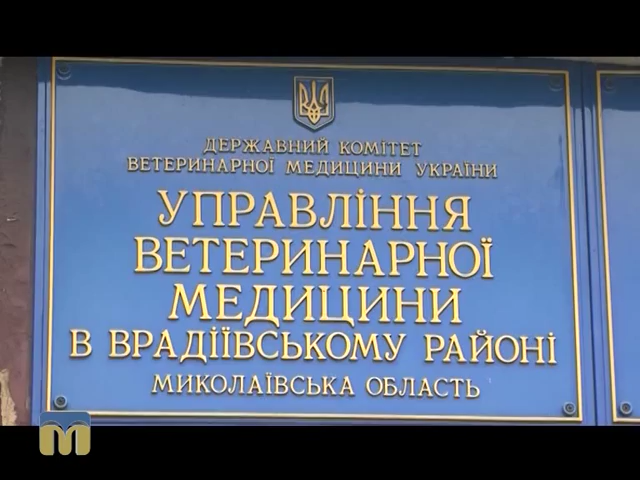 ДЕРЖАВНИЙ КОМІТЕТ
ВЕТЕРИНАРНОЇ МЕДИЦИНИ УКРАЇНИ
УПРАВЛІННЯ
ВЕТЕРИНАРНОЇ
МЕДИЦИНИ
В ВРАДІЇВСЬКОМУ РАЙОНІ
МИКОЛАЇВСЬКА ОБЛАСТЬ
М